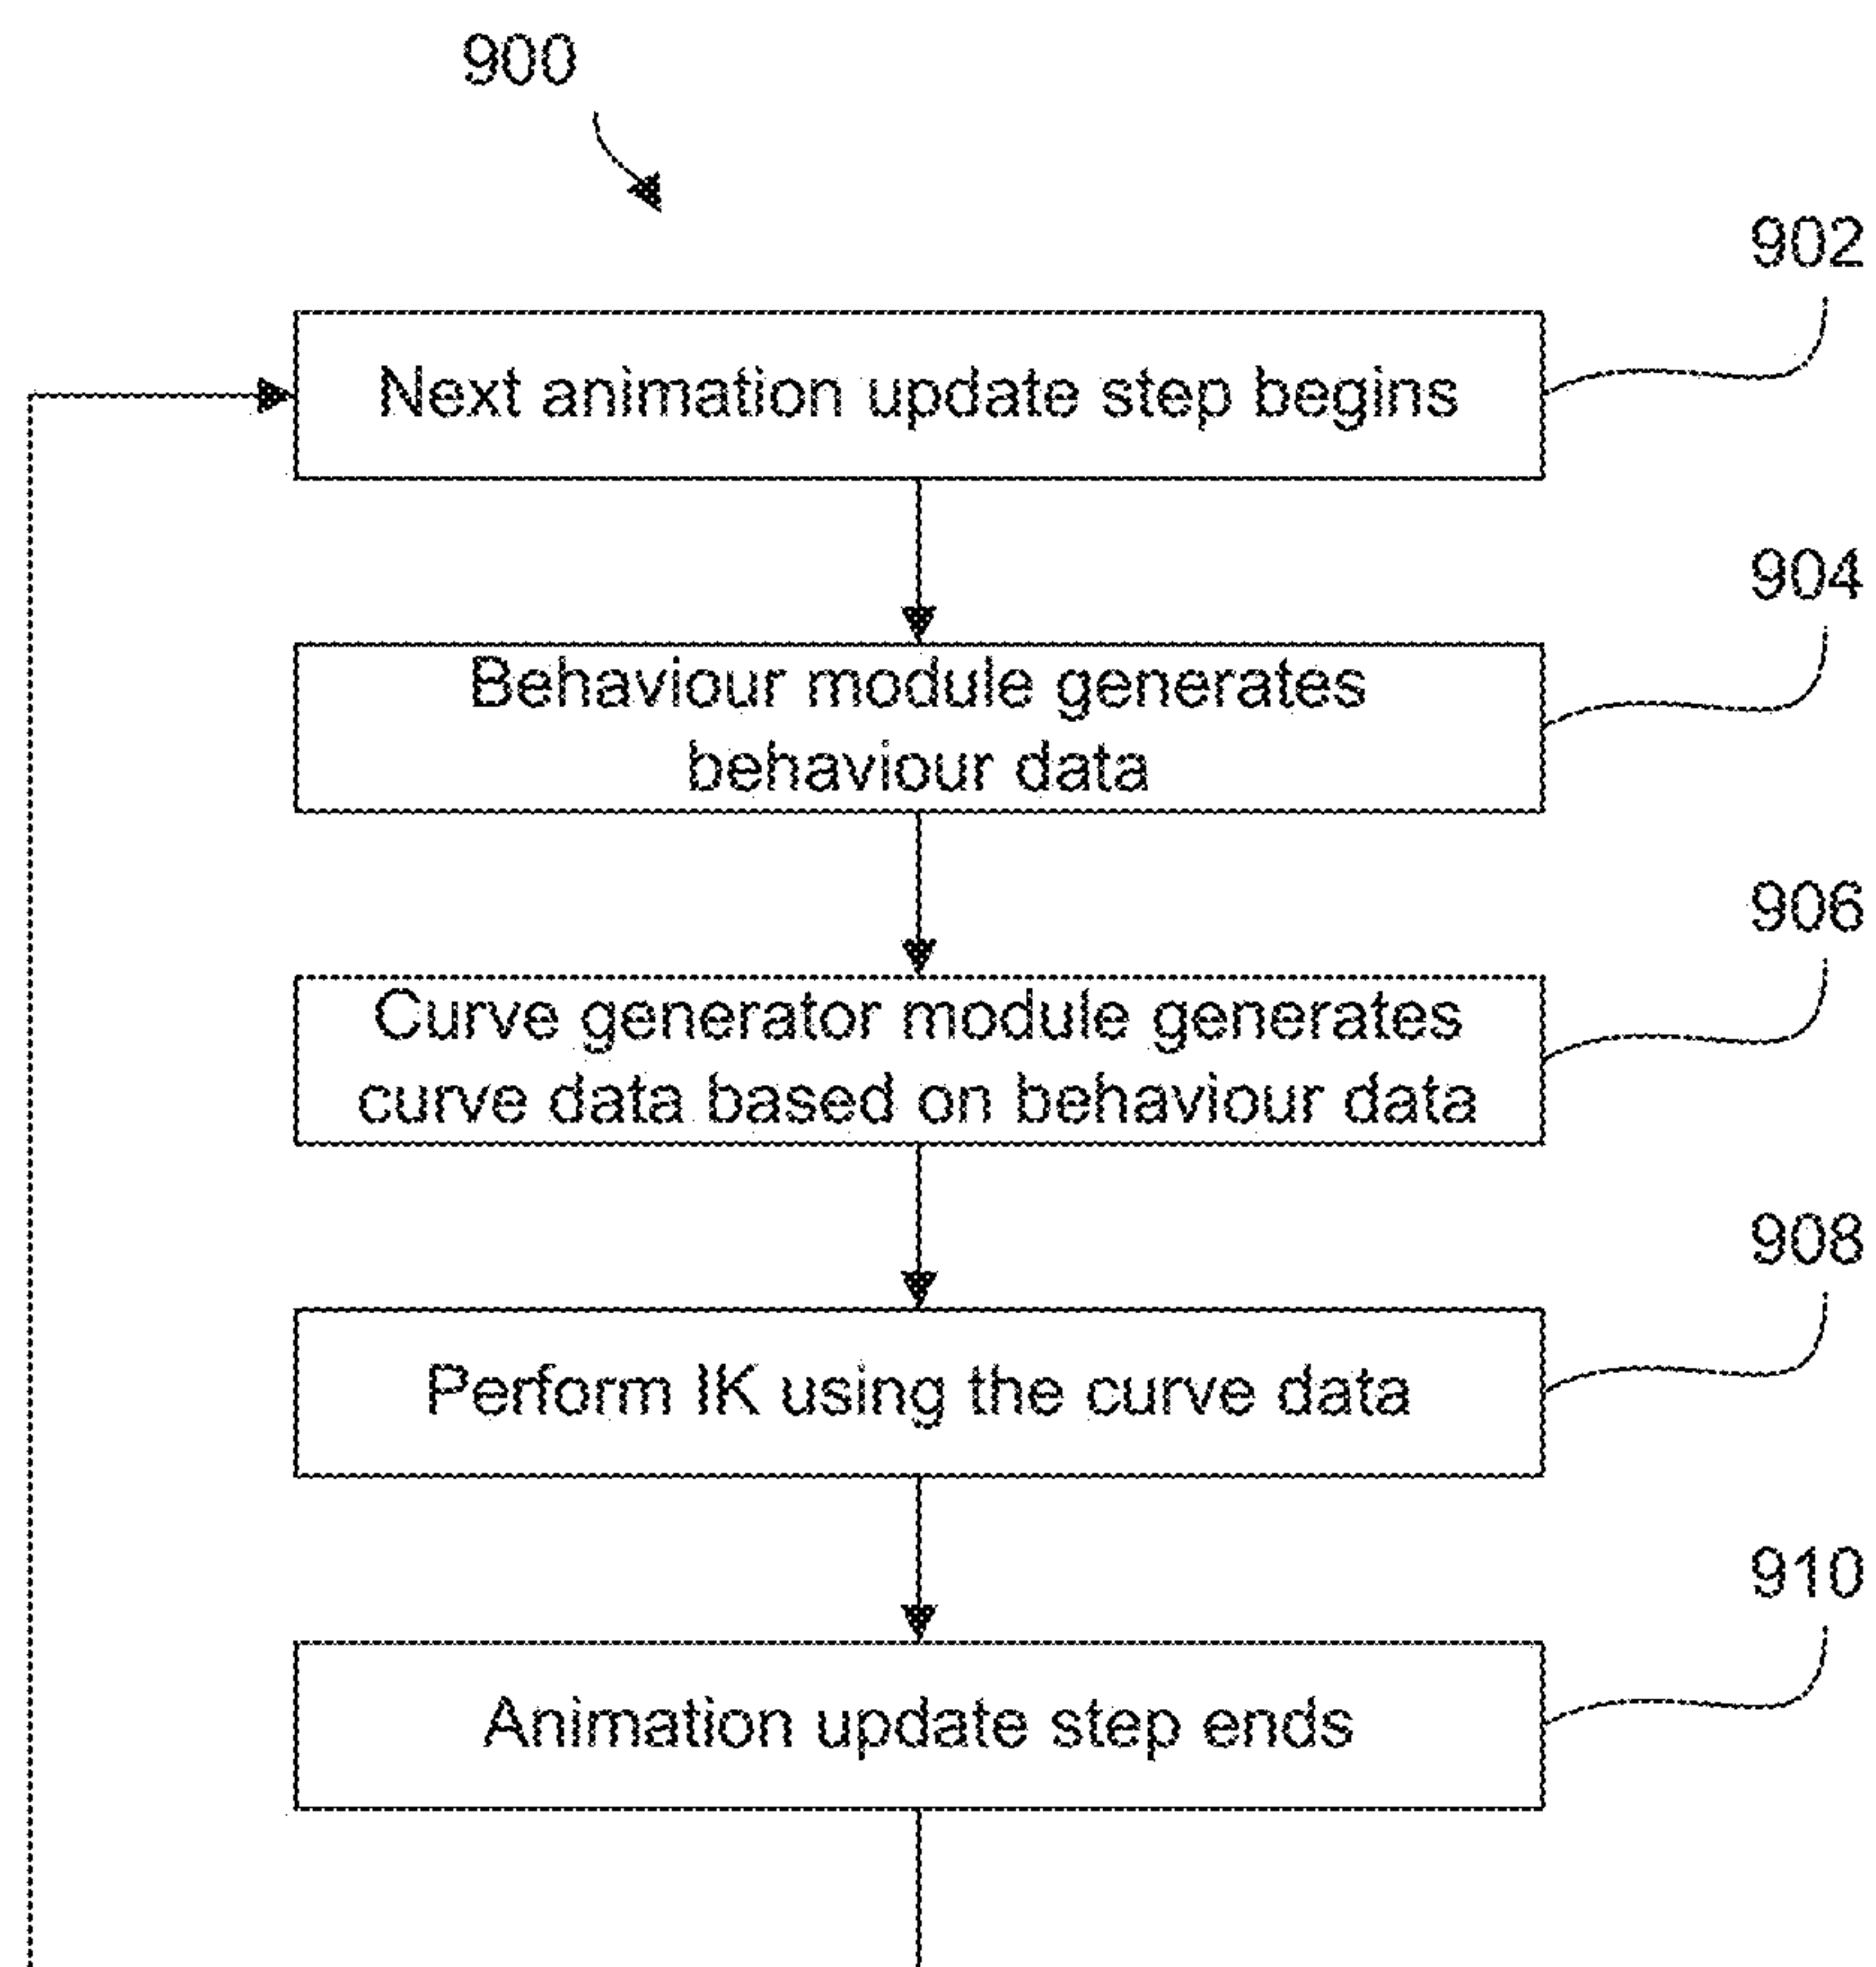 900
902
Next animation update step begins
904
Behaviour module generates
behaviour data
906
Curve generator module generates
curve data based on behaviour data
908
Perform IK using the curve data
910
Animation update step ends